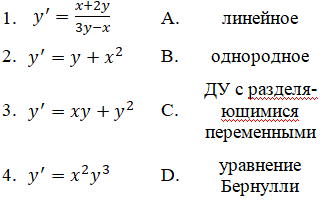 1. y′ = (x+2y)/(3y−x) A. линейное
2. y′ = y + x² B. однородное
3. y′ = xy + y² C. ДУ с разделя-
ющимися
переменными
4. y′ = x²y³ D. уравнение
Бернулли